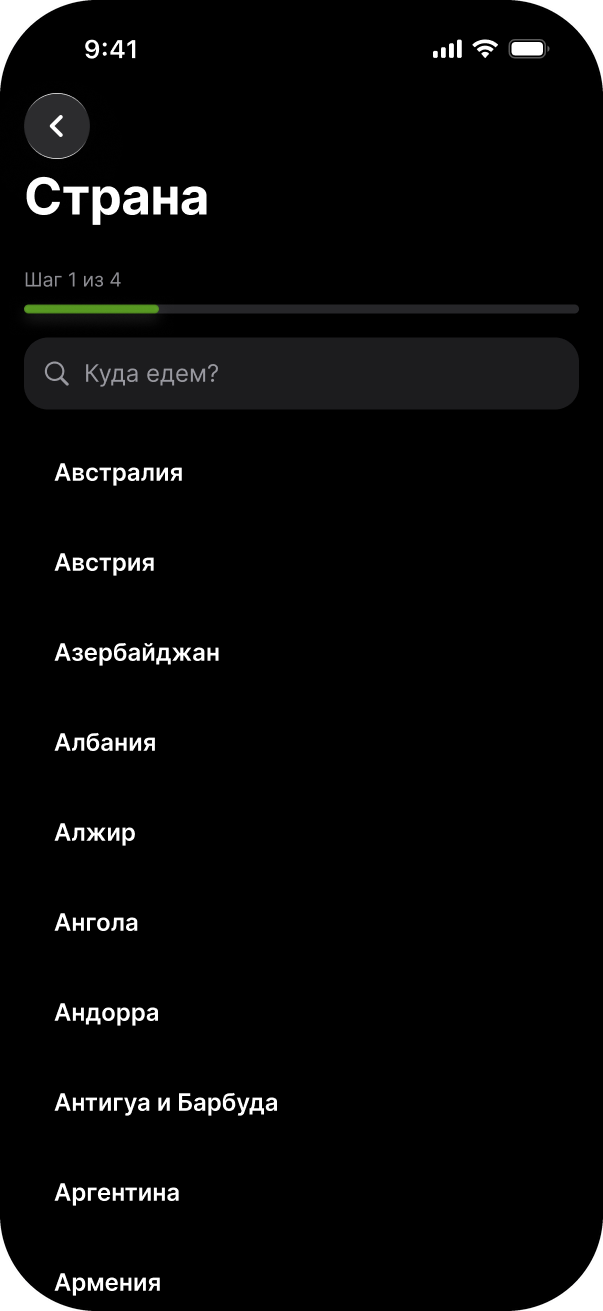 9:41
Страна
Шаг 1 из 4
Куда едем?
Австралия
Австрия
Азербайджан
Албания
Алжир
Ангола
Андорра
Антигуа и Барбуда
Аргентина
Армения